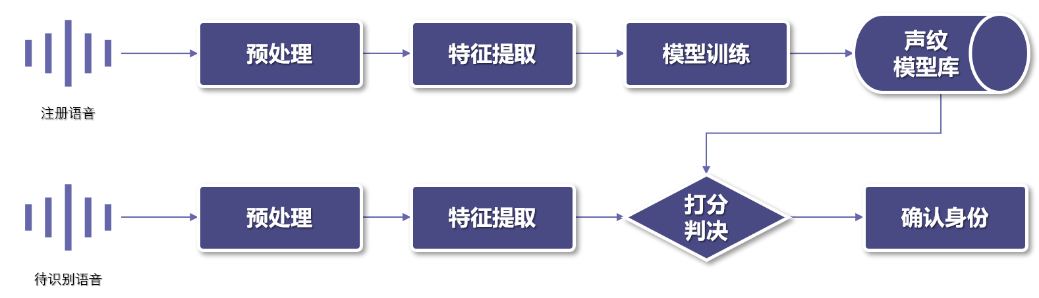 预处理
特征提取
模型训练
声纹
模型库
注册语音
预处理
特征提取
打分
判决
确认身份
待识别语音